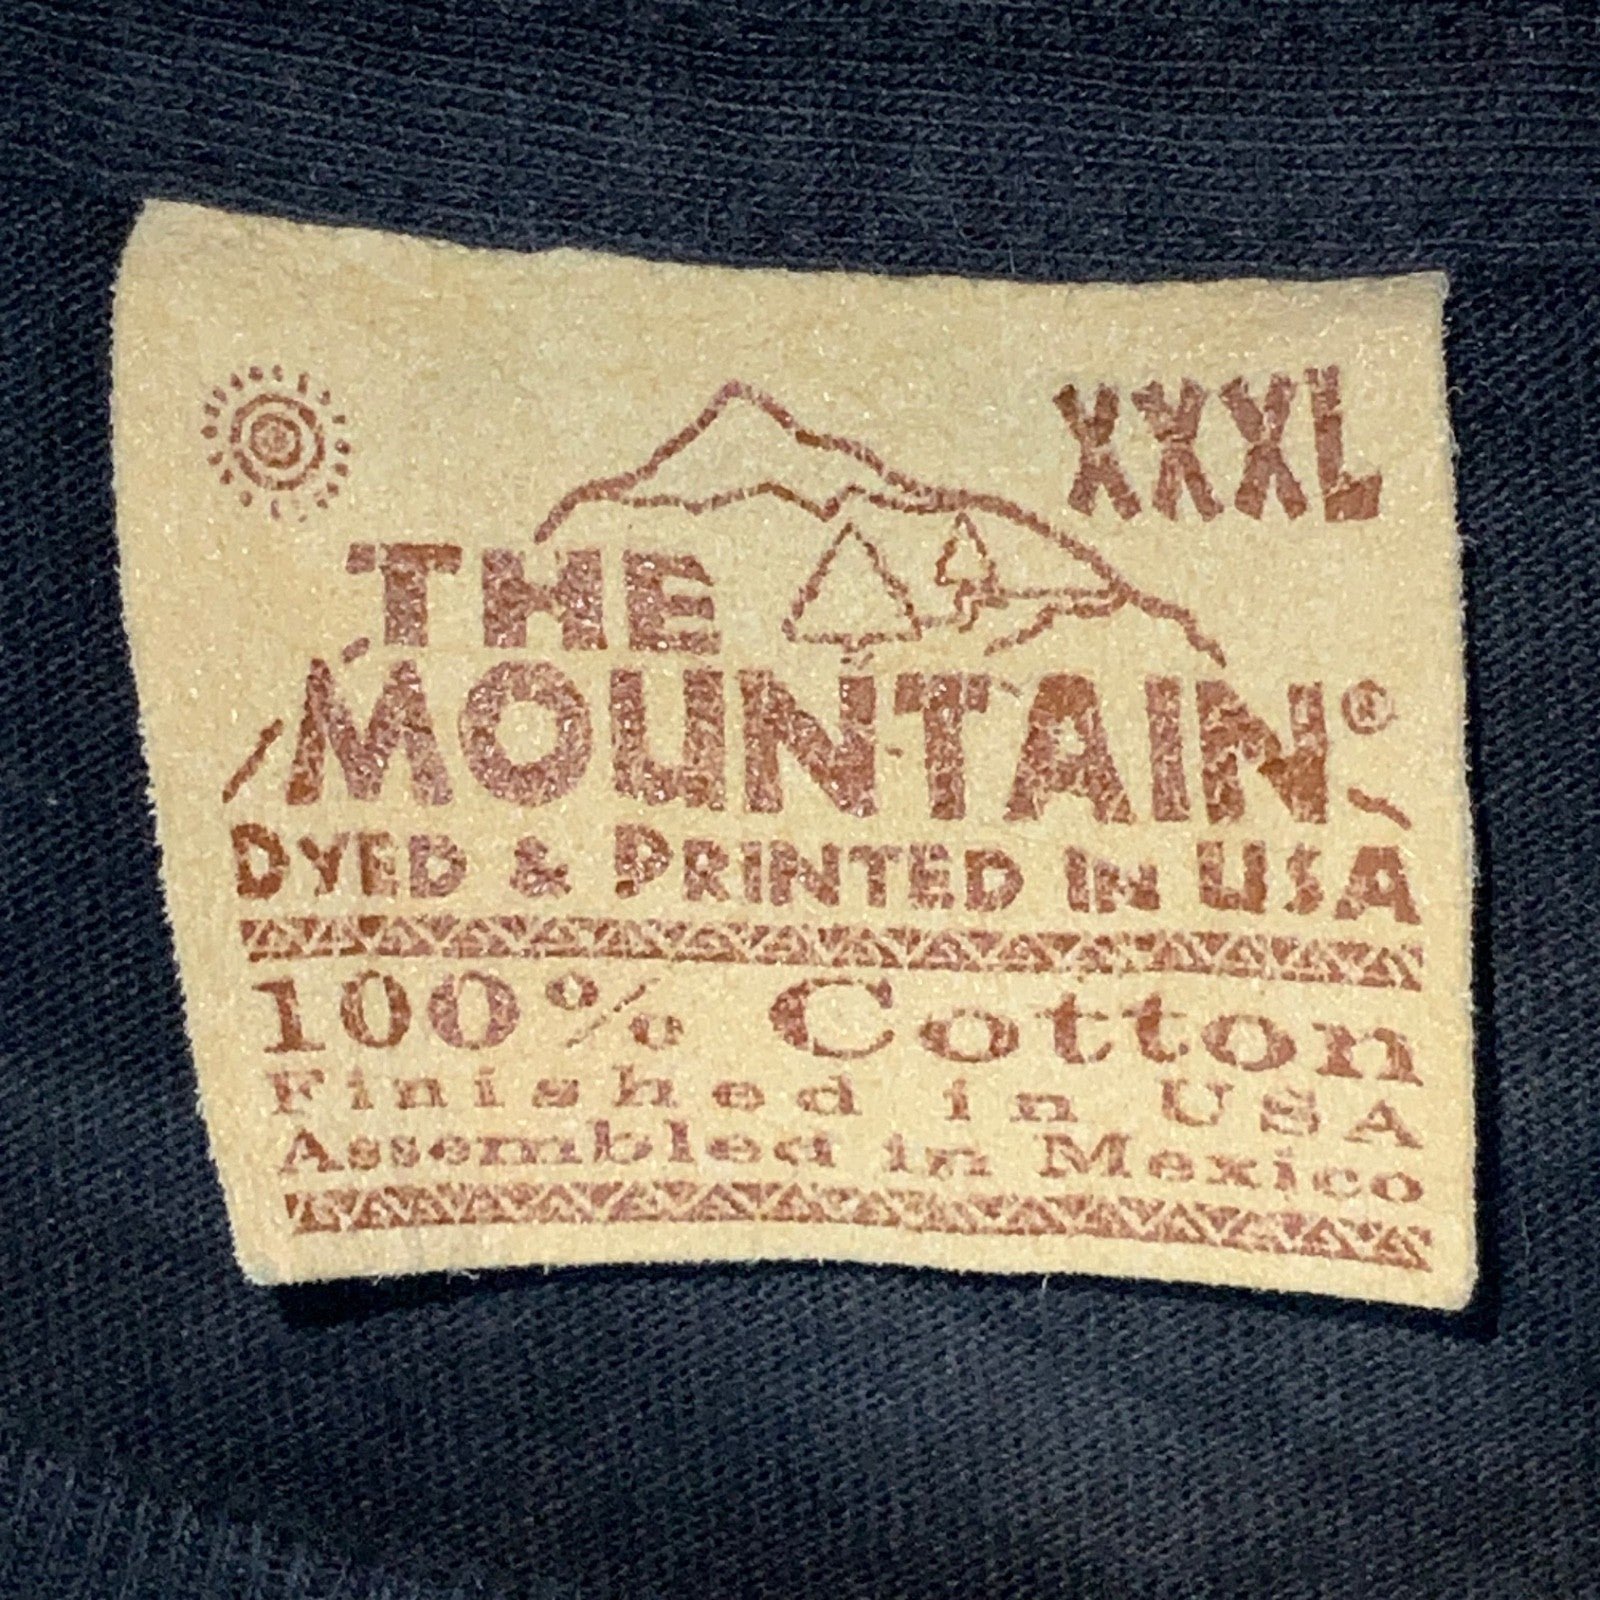 XXXL
THE
MOUNTAIN®
DYED & PRINTED IN USA
100% Cotton
Finished in USA
Assembled in Mexico